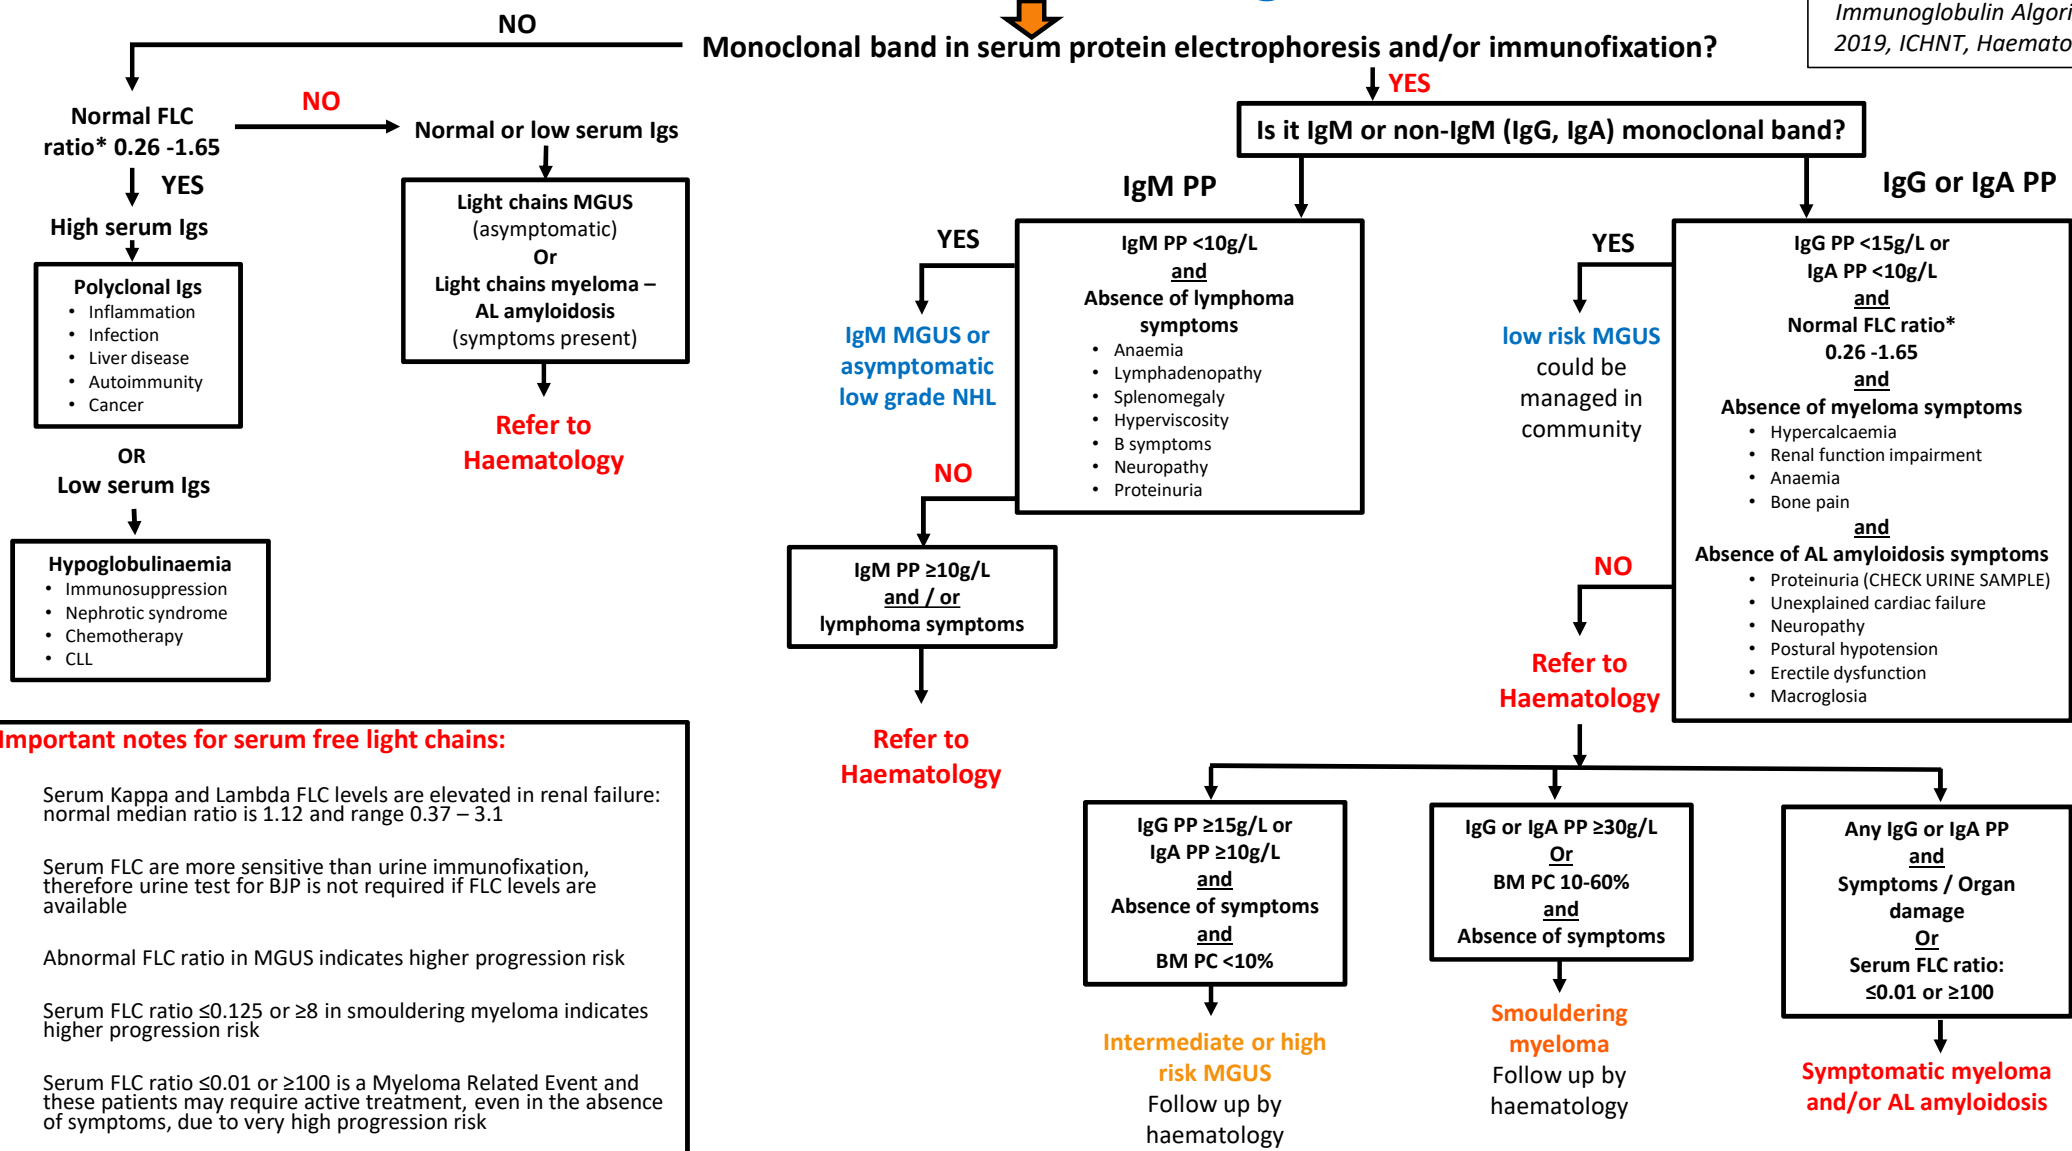 Immunoglobulin Algori
2019, ICHNT, Haemato
Monoclonal band in serum protein electrophoresis and/or immunofixation?
NO
Normal FLC
ratio* 0.26 -1.65
NO
Normal or low serum Igs
Light chains MGUS
(asymptomatic)
Or
Light chains myeloma –
AL amyloidosis
(symptoms present)
Refer to
Haematology
YES
High serum Igs
Polyclonal Igs
• Inflammation
• Infection
• Liver disease
• Autoimmunity
• Cancer
OR
Low serum Igs
Hypoglobulinaemia
• Immunosuppression
• Nephrotic syndrome
• Chemotherapy
• CLL
YES
Is it IgM or non-IgM (IgG, IgA) monoclonal band?
IgM PP
IgM PP <10g/L
and
Absence of lymphoma
symptoms
• Anaemia
• Lymphadenopathy
• Splenomegaly
• Hyperviscosity
• B symptoms
• Neuropathy
• Proteinuria
YES
IgM MGUS or
asymptomatic
low grade NHL
NO
IgM PP ≥10g/L
and / or
lymphoma symptoms
Refer to
Haematology
IgG or IgA PP
IgG PP <15g/L or
IgA PP <10g/L
and
Normal FLC ratio*
0.26 -1.65
and
Absence of myeloma symptoms
• Hypercalcaemia
• Renal function impairment
• Anaemia
• Bone pain
and
Absence of AL amyloidosis symptoms
• Proteinuria (CHECK URINE SAMPLE)
• Unexplained cardiac failure
• Neuropathy
• Postural hypotension
• Erectile dysfunction
• Macroglosia
YES
low risk MGUS
could be
managed in
community
NO
Refer to
Haematology
IgG PP ≥15g/L or
IgA PP ≥10g/L
and
Absence of symptoms
and
BM PC <10%
Intermediate or high
risk MGUS
Follow up by
haematology
IgG or IgA PP ≥30g/L
Or
BM PC 10-60%
and
Absence of symptoms
Smouldering
myeloma
Follow up by
haematology
Any IgG or IgA PP
and
Symptoms / Organ
damage
Or
Serum FLC ratio:
≤0.01 or ≥100
Symptomatic myeloma
and/or AL amyloidosis
Important notes for serum free light chains:
Serum Kappa and Lambda FLC levels are elevated in renal failure:
normal median ratio is 1.12 and range 0.37 – 3.1
Serum FLC are more sensitive than urine immunofixation,
therefore urine test for BJP is not required if FLC levels are
available
Abnormal FLC ratio in MGUS indicates higher progression risk
Serum FLC ratio ≤0.125 or ≥8 in smouldering myeloma indicates
higher progression risk
Serum FLC ratio ≤0.01 or ≥100 is a Myeloma Related Event and
these patients may require active treatment, even in the absence
of symptoms, due to very high progression risk